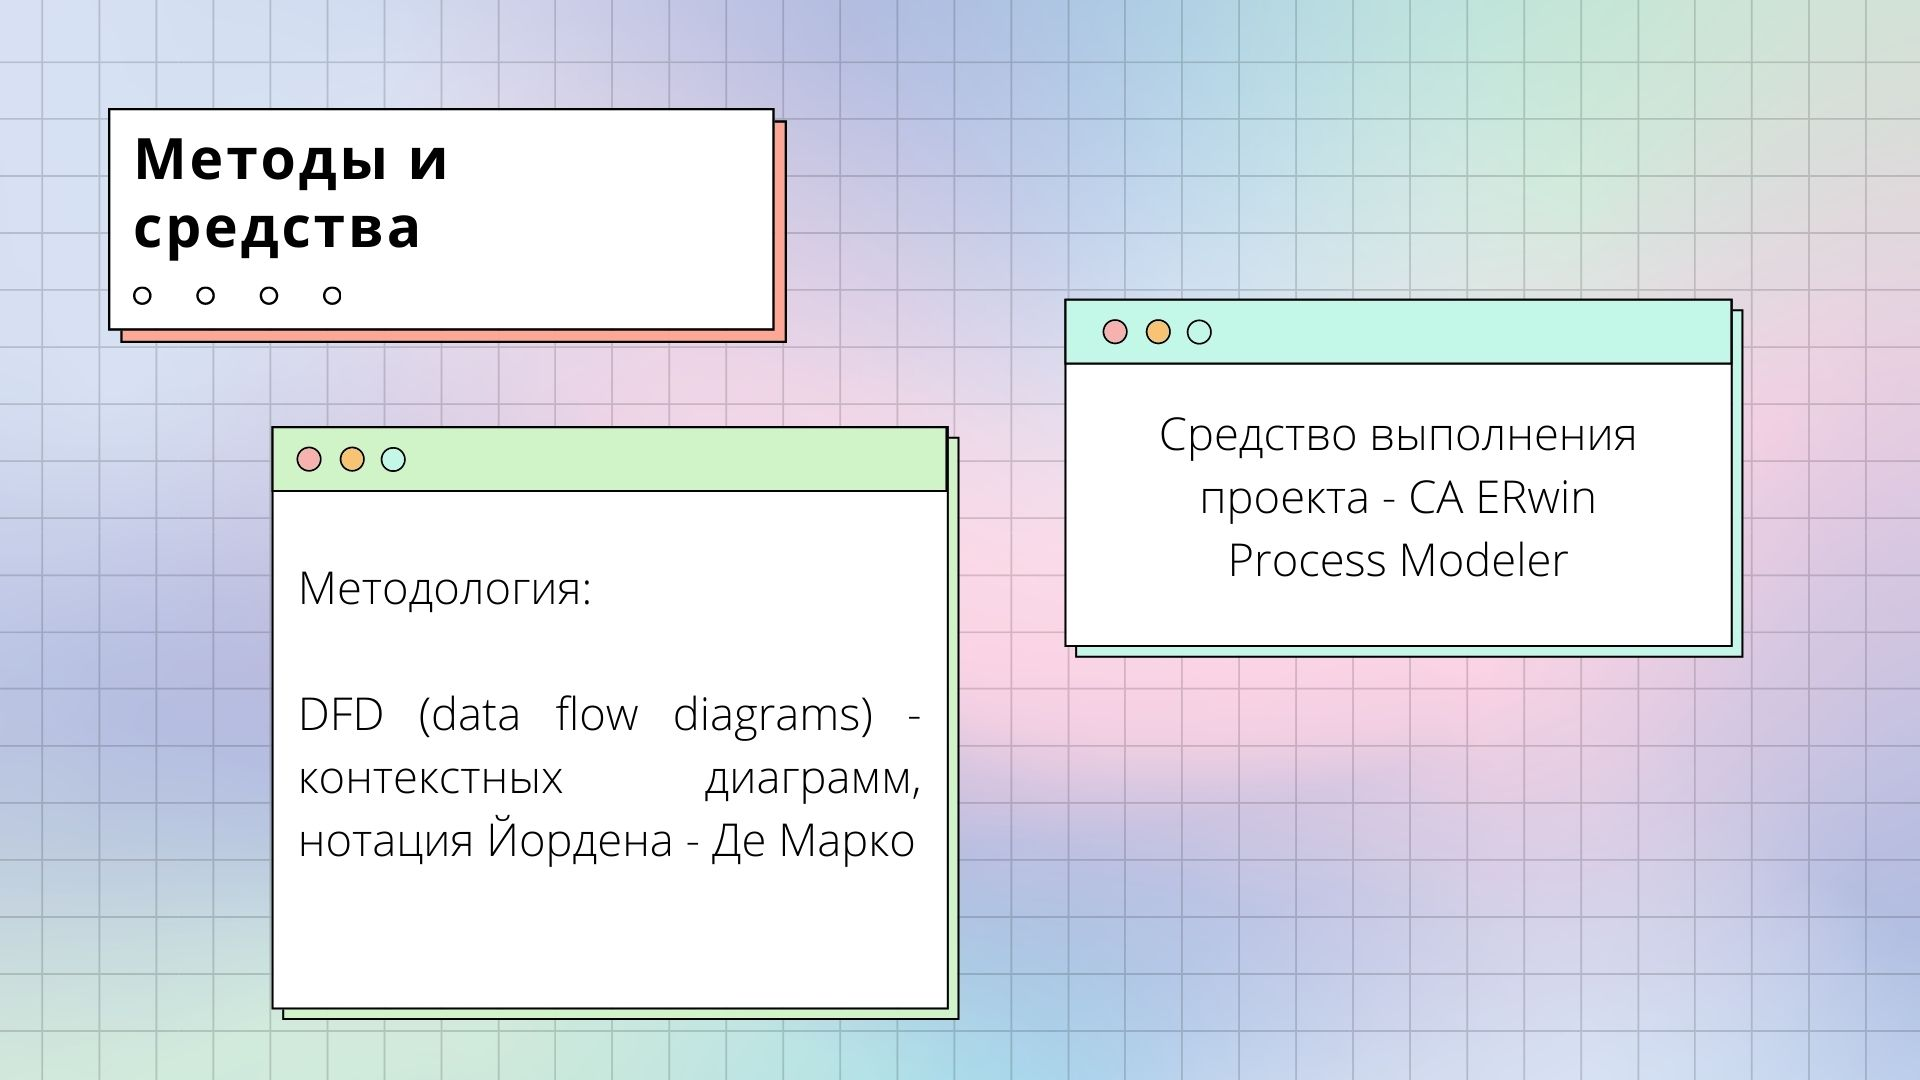 Методы и
средства
Методология:
DFD (data flow diagrams) -
контекстных диаграмм,
нотация Йордена - Де Марко
Средство выполнения
проекта - CA ERwin
Process Modeler